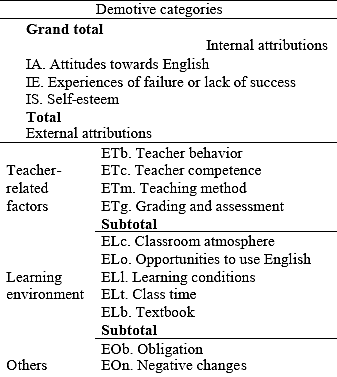 Demotive categories
Grand total
Internal attributions
IA. Attitudes towards English
IE. Experiences of failure or lack of success
IS. Self-esteem
Total
External attributions
Teacher-related factors
ETb. Teacher behavior
ETc. Teacher competence
ETm. Teaching method
ETg. Grading and assessment
Subtotal
Learning environment
ELc. Classroom atmosphere
ELo. Opportunities to use English
ELl. Learning conditions
ELt. Class time
ELb. Textbook
Subtotal
Others
EOb. Obligation
EOn. Negative changes